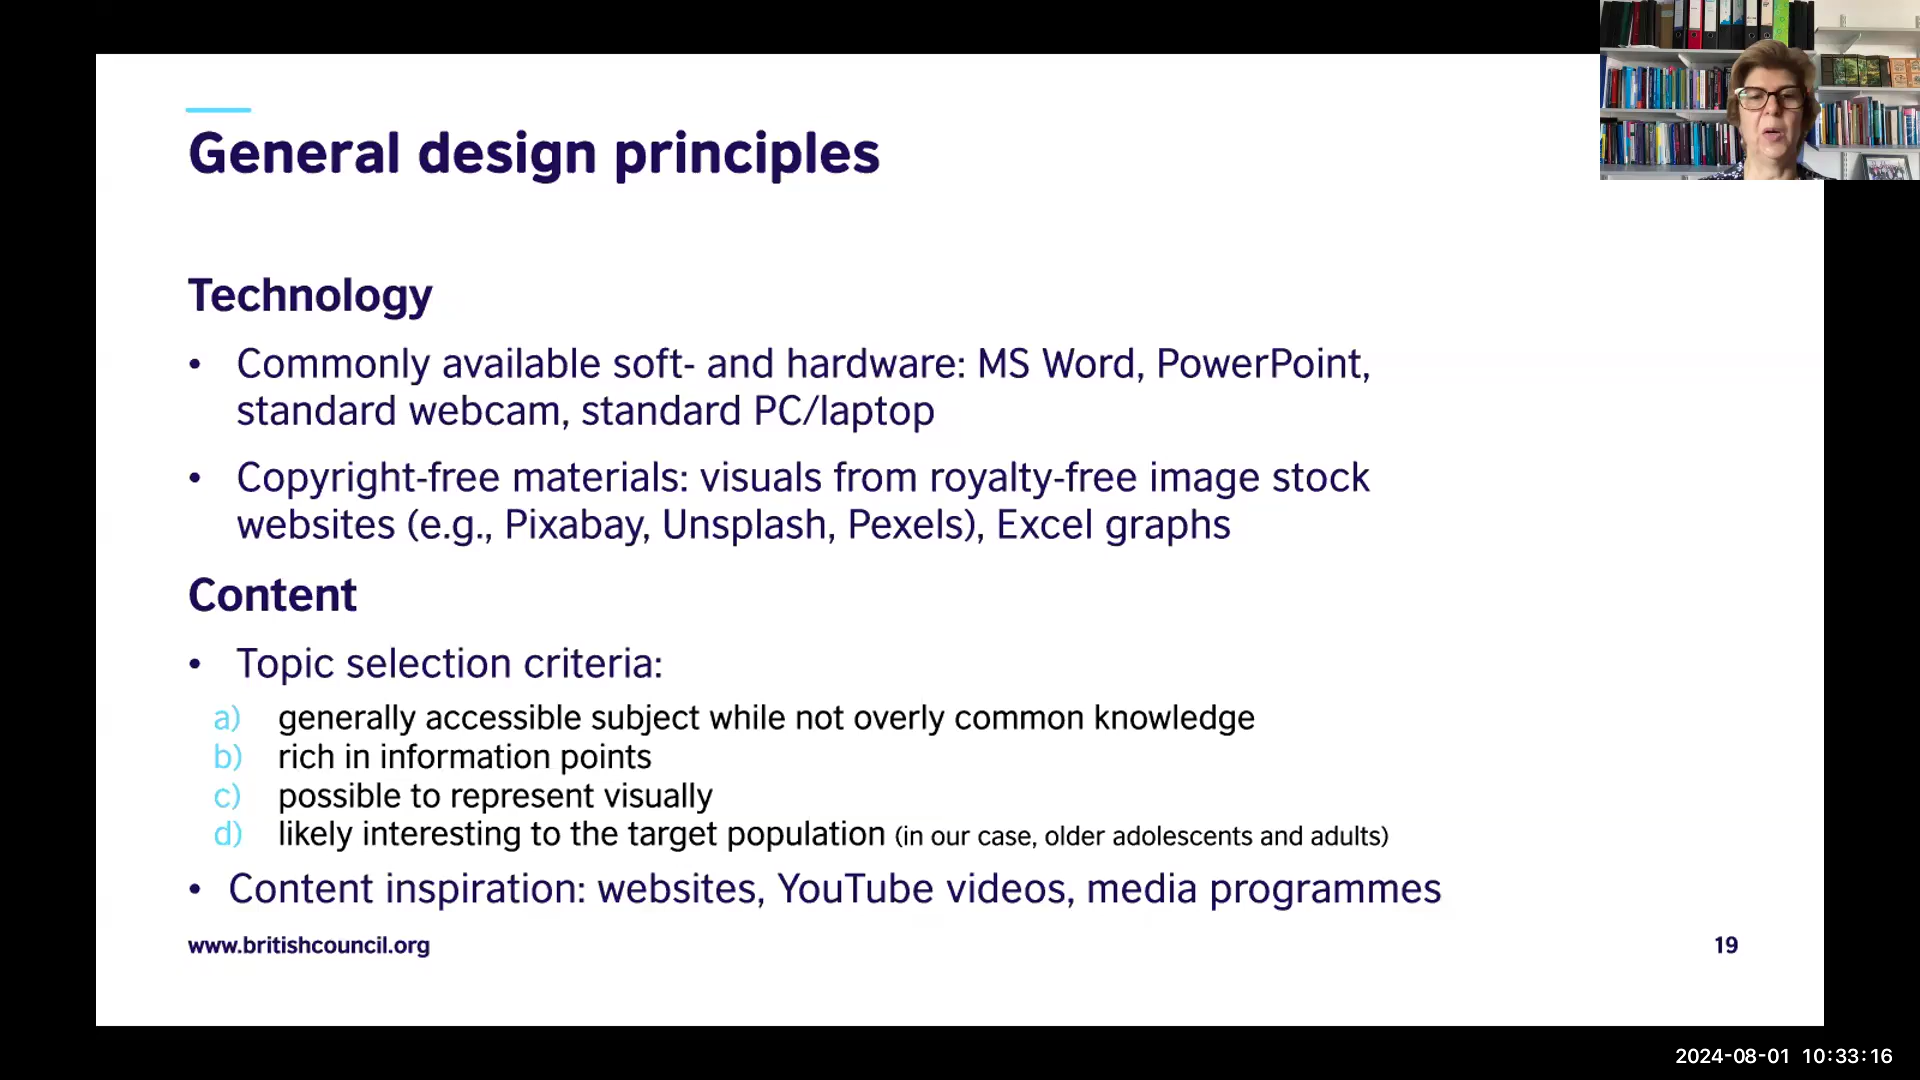 General design principles
Technology
• Commonly available soft- and hardware: MS Word, PowerPoint,
standard webcam, standard PC/laptop
• Copyright-free materials: visuals from royalty-free image stock
websites (e.g., Pixabay, Unsplash, Pexels), Excel graphs
Content
• Topic selection criteria:
a) generally accessible subject while not overly common knowledge
b) rich in information points
c) possible to represent visually
d) likely interesting to the target population (in our case, older adolescents and adults)
• Content inspiration: websites, YouTube videos, media programmes
www.britishcouncil.org
19
2024-08-01 10:33:16